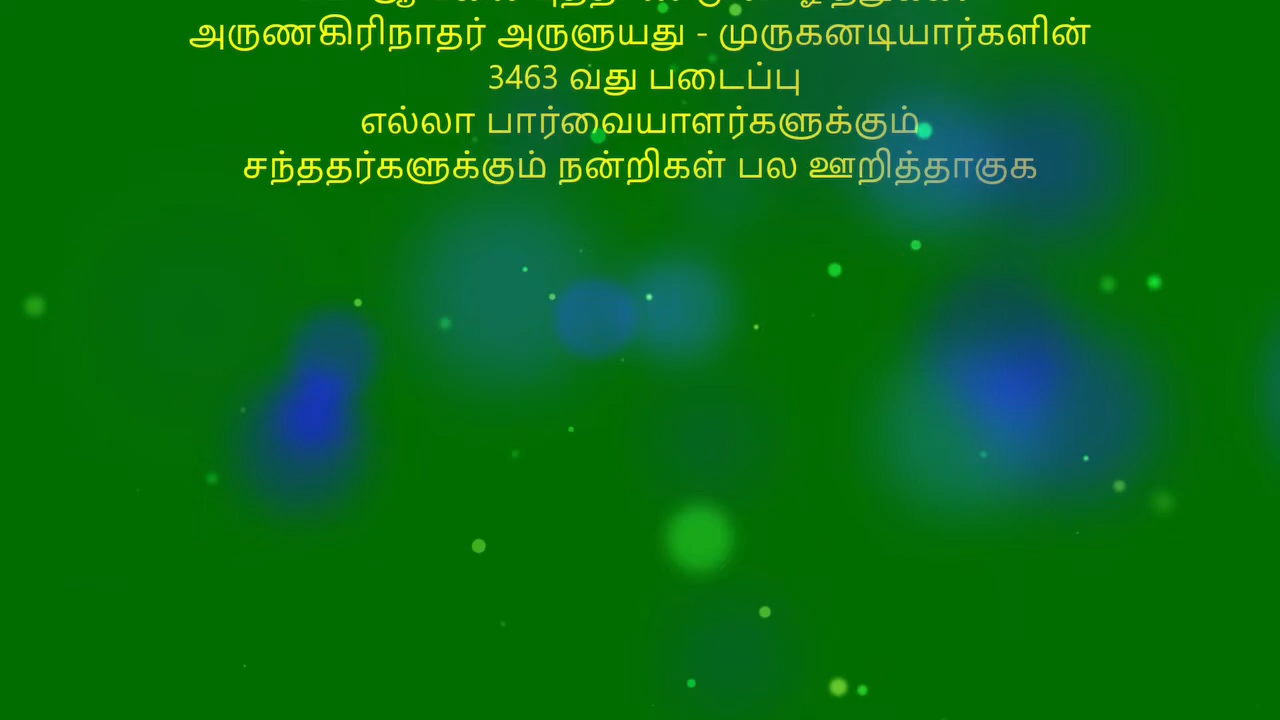 அருணகிரிநாதர் அருளுயது - முருகனடியார்களின்
3463 வது படைப்பு
எல்லா பார்வையாளர்களுக்கும்
சந்ததர்களுக்கும் நன்றிகள் பல ஊறித்தாகுக